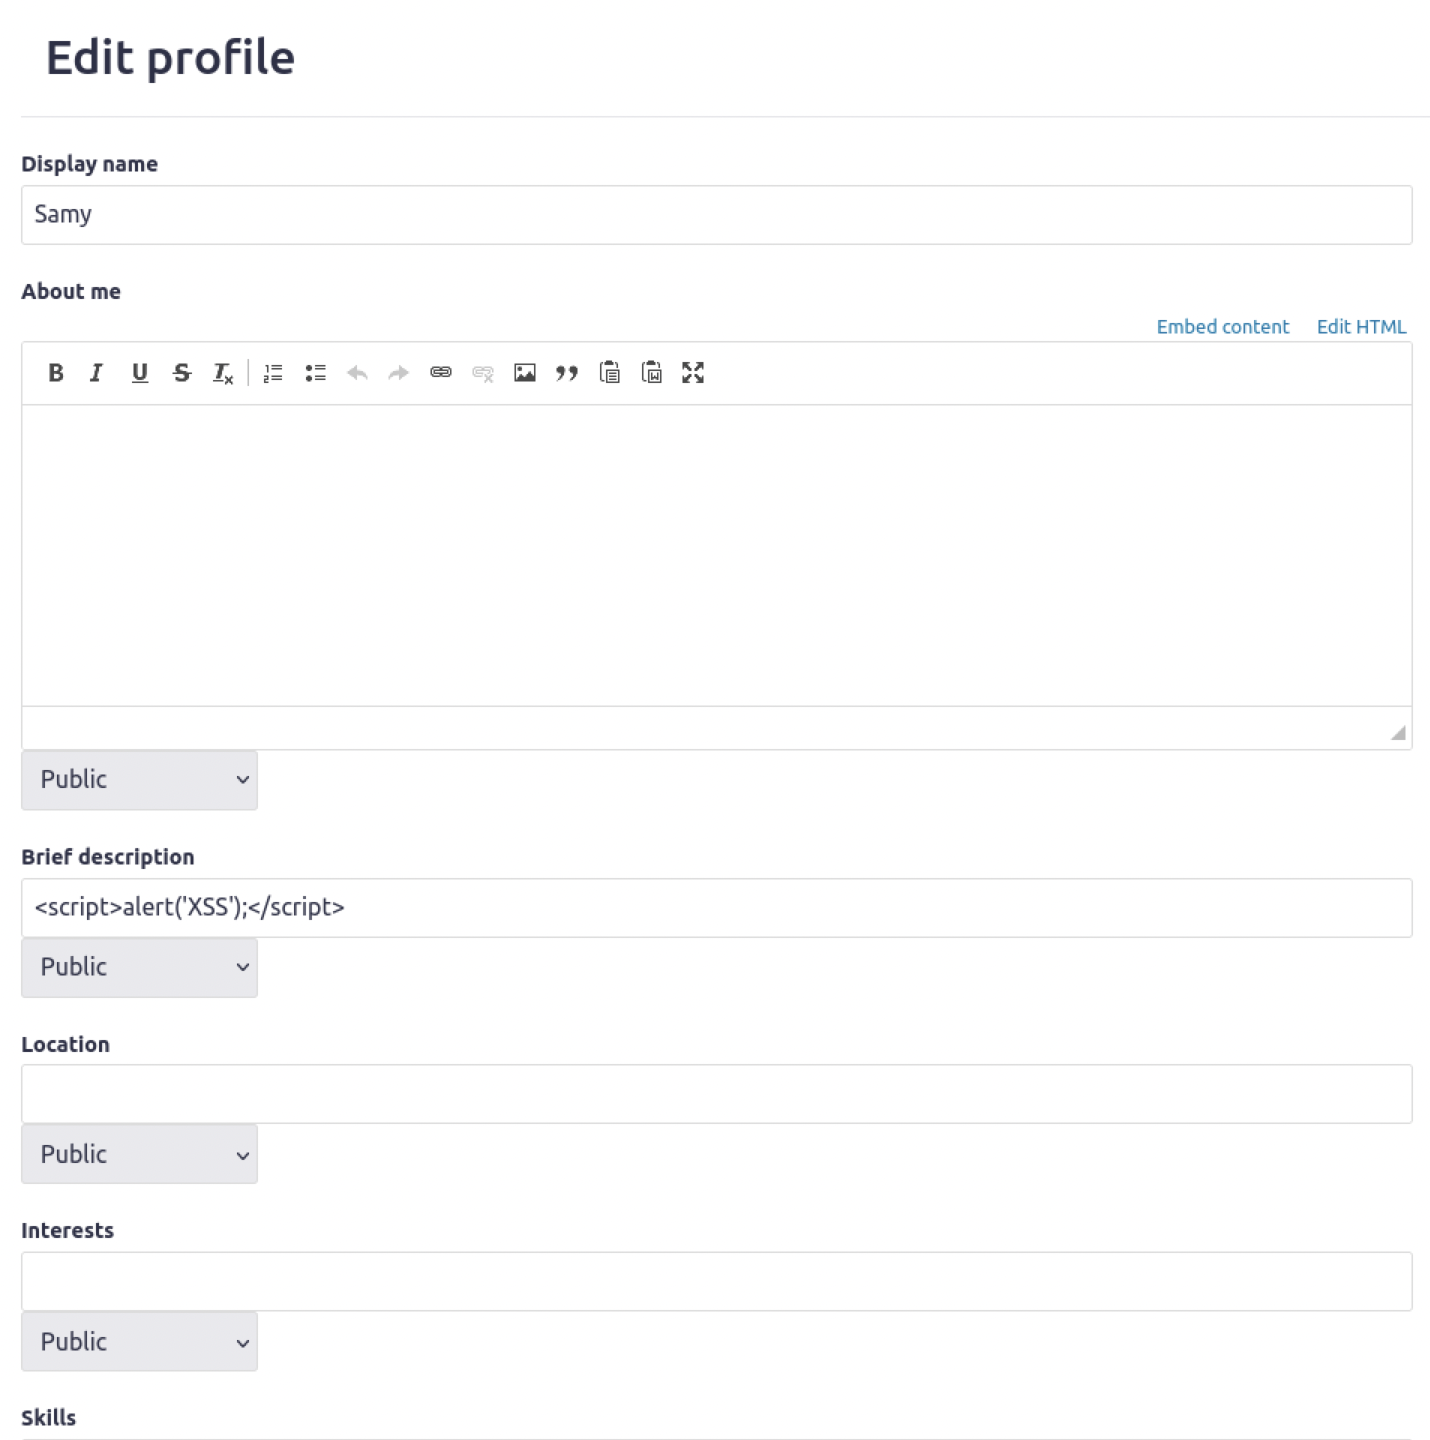 Edit profile
Display name
Samy
About me
Embed content Edit HTML
B I U S Tx
Public
Brief description
<script>alert('XSS');</script>
Public
Location
Public
Interests
Public
Skills